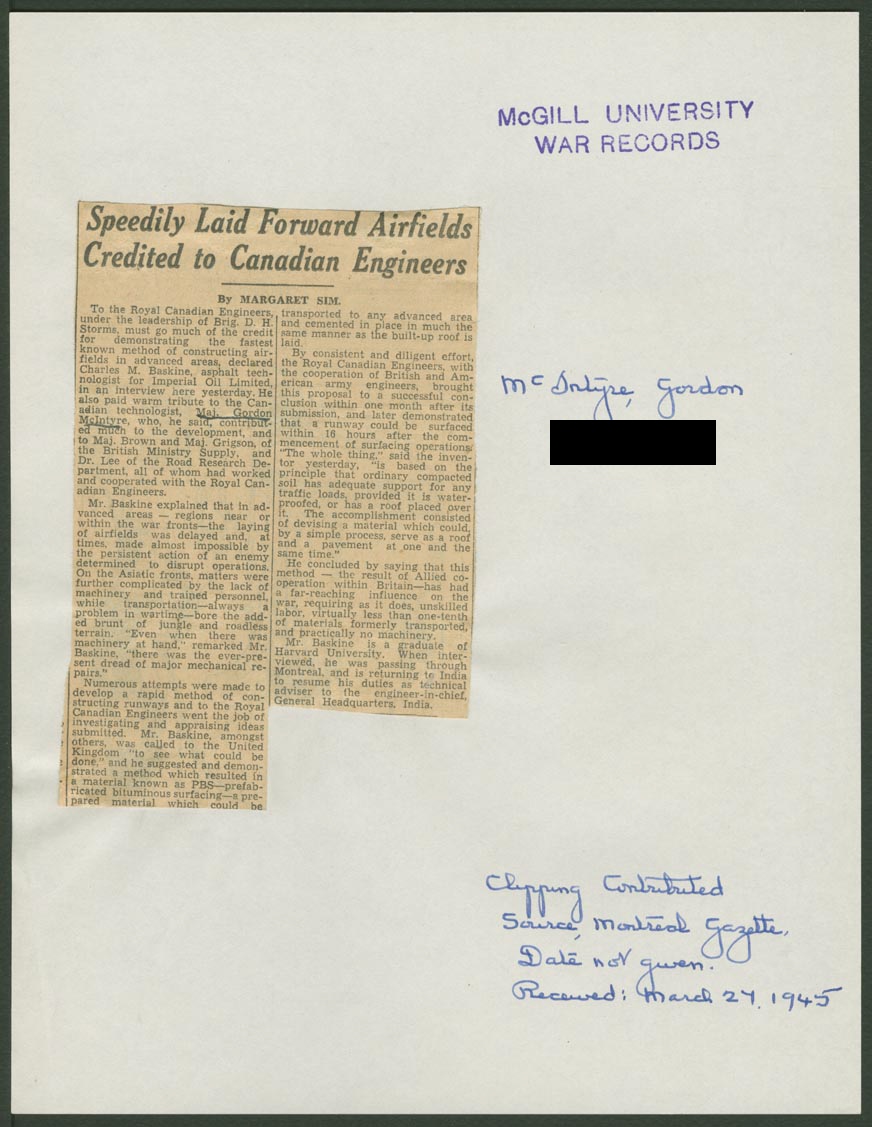 McGILL UNIVERSITY
WAR RECORDS
Speedily Laid Forward Airfields
Credited to Canadian Engineers
By MARGARET SIM.
To the Royal Canadian Engineers,
under the leadership of Brig. D. H.
Storms, must go much of the credit
for demonstrating the fastest
known method of constructing air-
fields in advanced areas, declared
Charles M. Baskine, asphalt tech-
nologist for Imperial Oil Limited,
in an interview here yesterday. He
also paid warm tribute to the Can-
adian technologist, Maj. Gordon
McIntyre, who, he said, contribut-
ed much to the development, and
to Maj. Brown and Maj. Grigson, of
the British Ministry Supply, and
Dr. Lee of the Road Research De-
partment, all of whom had worked
and cooperated with the Royal Can-
adian Engineers.
Mr. Baskine explained that in ad-
vanced areas — regions near or
within the war fronts—the laying
of airfields was delayed and, at
times, made almost impossible by
the persistent action of an enemy
determined to disrupt operations.
On the Asiatic fronts, matters were
further complicated by the lack of
machinery and trained personnel,
while transportation—always a
problem in wartime—bore the add-
ed brunt of jungle and roadless
terrain. "Even when there was
machinery at hand," remarked Mr.
Baskine, "there was the ever-pre-
sent dread of major mechanical re-
pairs."
Numerous attempts were made to
develop a rapid method of con-
structing runways and to the Royal
Canadian Engineers went the job of
investigating and appraising ideas
submitted. Mr. Baskine, amongst
others, was called to the United
Kingdom "to see what could be
done," and he suggested and demon-
strated a method which resulted in
a material known as PBS—prefab-
ricated bituminous surfacing—a pre-
pared material which could be
transported to any advanced area
and cemented in place in much the
same manner as the built-up roof is
laid.
By consistent and diligent effort,
the Royal Canadian Engineers, with
the cooperation of British and Am-
erican army engineers, brought
this proposal to a successful con-
clusion within one month after its
submission, and later demonstrated
that a runway could be surfaced
within 16 hours after the com-
mencement of surfacing operations.
"The whole thing," said the inven-
tor yesterday, "is based on the
principle that ordinary compacted
soil has adequate support for any
traffic loads, provided it is water-
proofed, or has a roof placed over
it. The accomplishment consisted
of devising a material which could,
by a simple process, serve as a roof
and a pavement at one and the
same time."
He concluded by saying that this
method — the result of Allied co-
operation within Britain—has had
a far-reaching influence on the
war, requiring as it does, unskilled
labor, virtually less than one-tenth
of materials formerly transported,
and practically no machinery.
Mr. Baskine is a graduate of
Harvard University. When inter-
viewed, he was passing through
Montreal, and is returning to India
to resume his duties as technical
adviser to the engineer-in-chief,
General Headquarters, India.
McIntyre, Gordon
Clipping Contributed
Source, Montreal Gazette.
Date not given.
Received: March 27, 1945